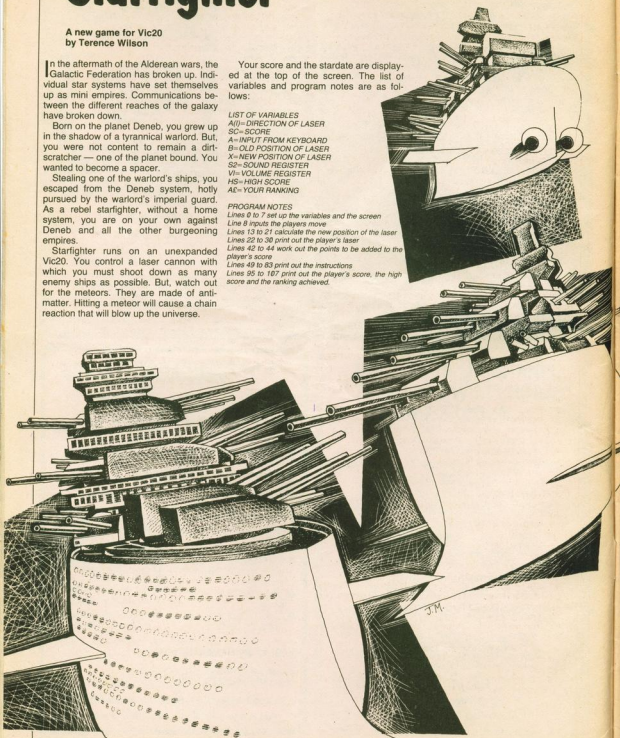 A new game for Vic20
by Terence Wilson
In the aftermath of the Alderean wars, the
Galactic Federation has broken up. Indi-
vidual star systems have set themselves
up as mini empires. Communications be-
tween the different reaches of the galaxy
have broken down.
Born on the planet Deneb, you grew up
in the shadow of a tyrannical warlord. But,
you were not content to remain a dirt-
scratcher — one of the planet bound. You
wanted to become a spacer.
Stealing one of the warlord's ships, you
escaped from the Deneb system, hotly
pursued by the warlord's imperial guard.
As a rebel starfighter, without a home
system, you are on your own against
Deneb and all the other burgeoning
empires.
Starfighter runs on an unexpanded
Vic20. You control a laser cannon with
which you must shoot down as many
enemy ships as possible. But, watch out
for the meteors. They are made of anti-
matter. Hitting a meteor will cause a chain
reaction that will blow up the universe.
Your score and the stardate are display-
ed at the top of the screen. The list of
variables and program notes are as fol-
lows:
LIST OF VARIABLES
A(I)=DIRECTION OF LASER
SC=SCORE
A=INPUT FROM KEYBOARD
B=OLD POSITION OF LASER
X=NEW POSITION OF LASER
S2=SOUND REGISTER
VI=VOLUME REGISTER
HS=HIGH SCORE
A£=YOUR RANKING
PROGRAM NOTES
Lines 0 to 7 set up the variables and the screen
Line 8 inputs the players move
Lines 13 to 21 calculate the new position of the laser
Lines 22 to 30 print out the player's laser
Lines 42 to 44 work out the points to be added to the
player's score
Lines 49 to 83 print out the instructions
Lines 95 to 107 print out the player's score, the high
score and the ranking achieved.
J.M.